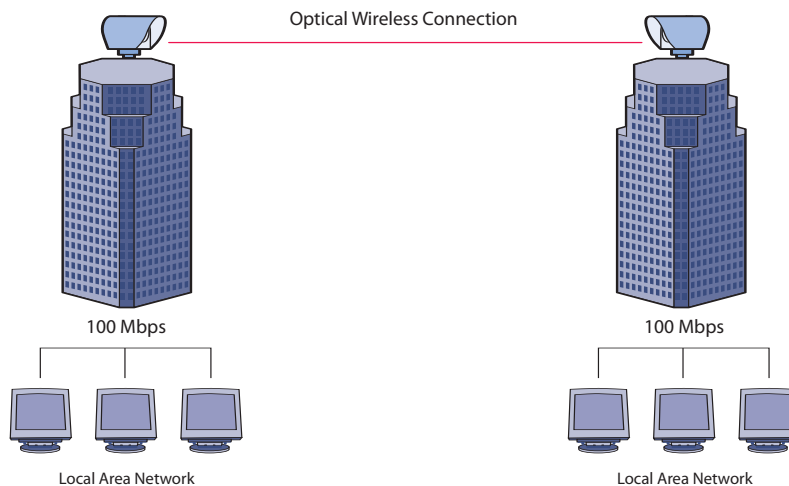 Optical Wireless Connection
100 Mbps
100 Mbps
Local Area Network
Local Area Network